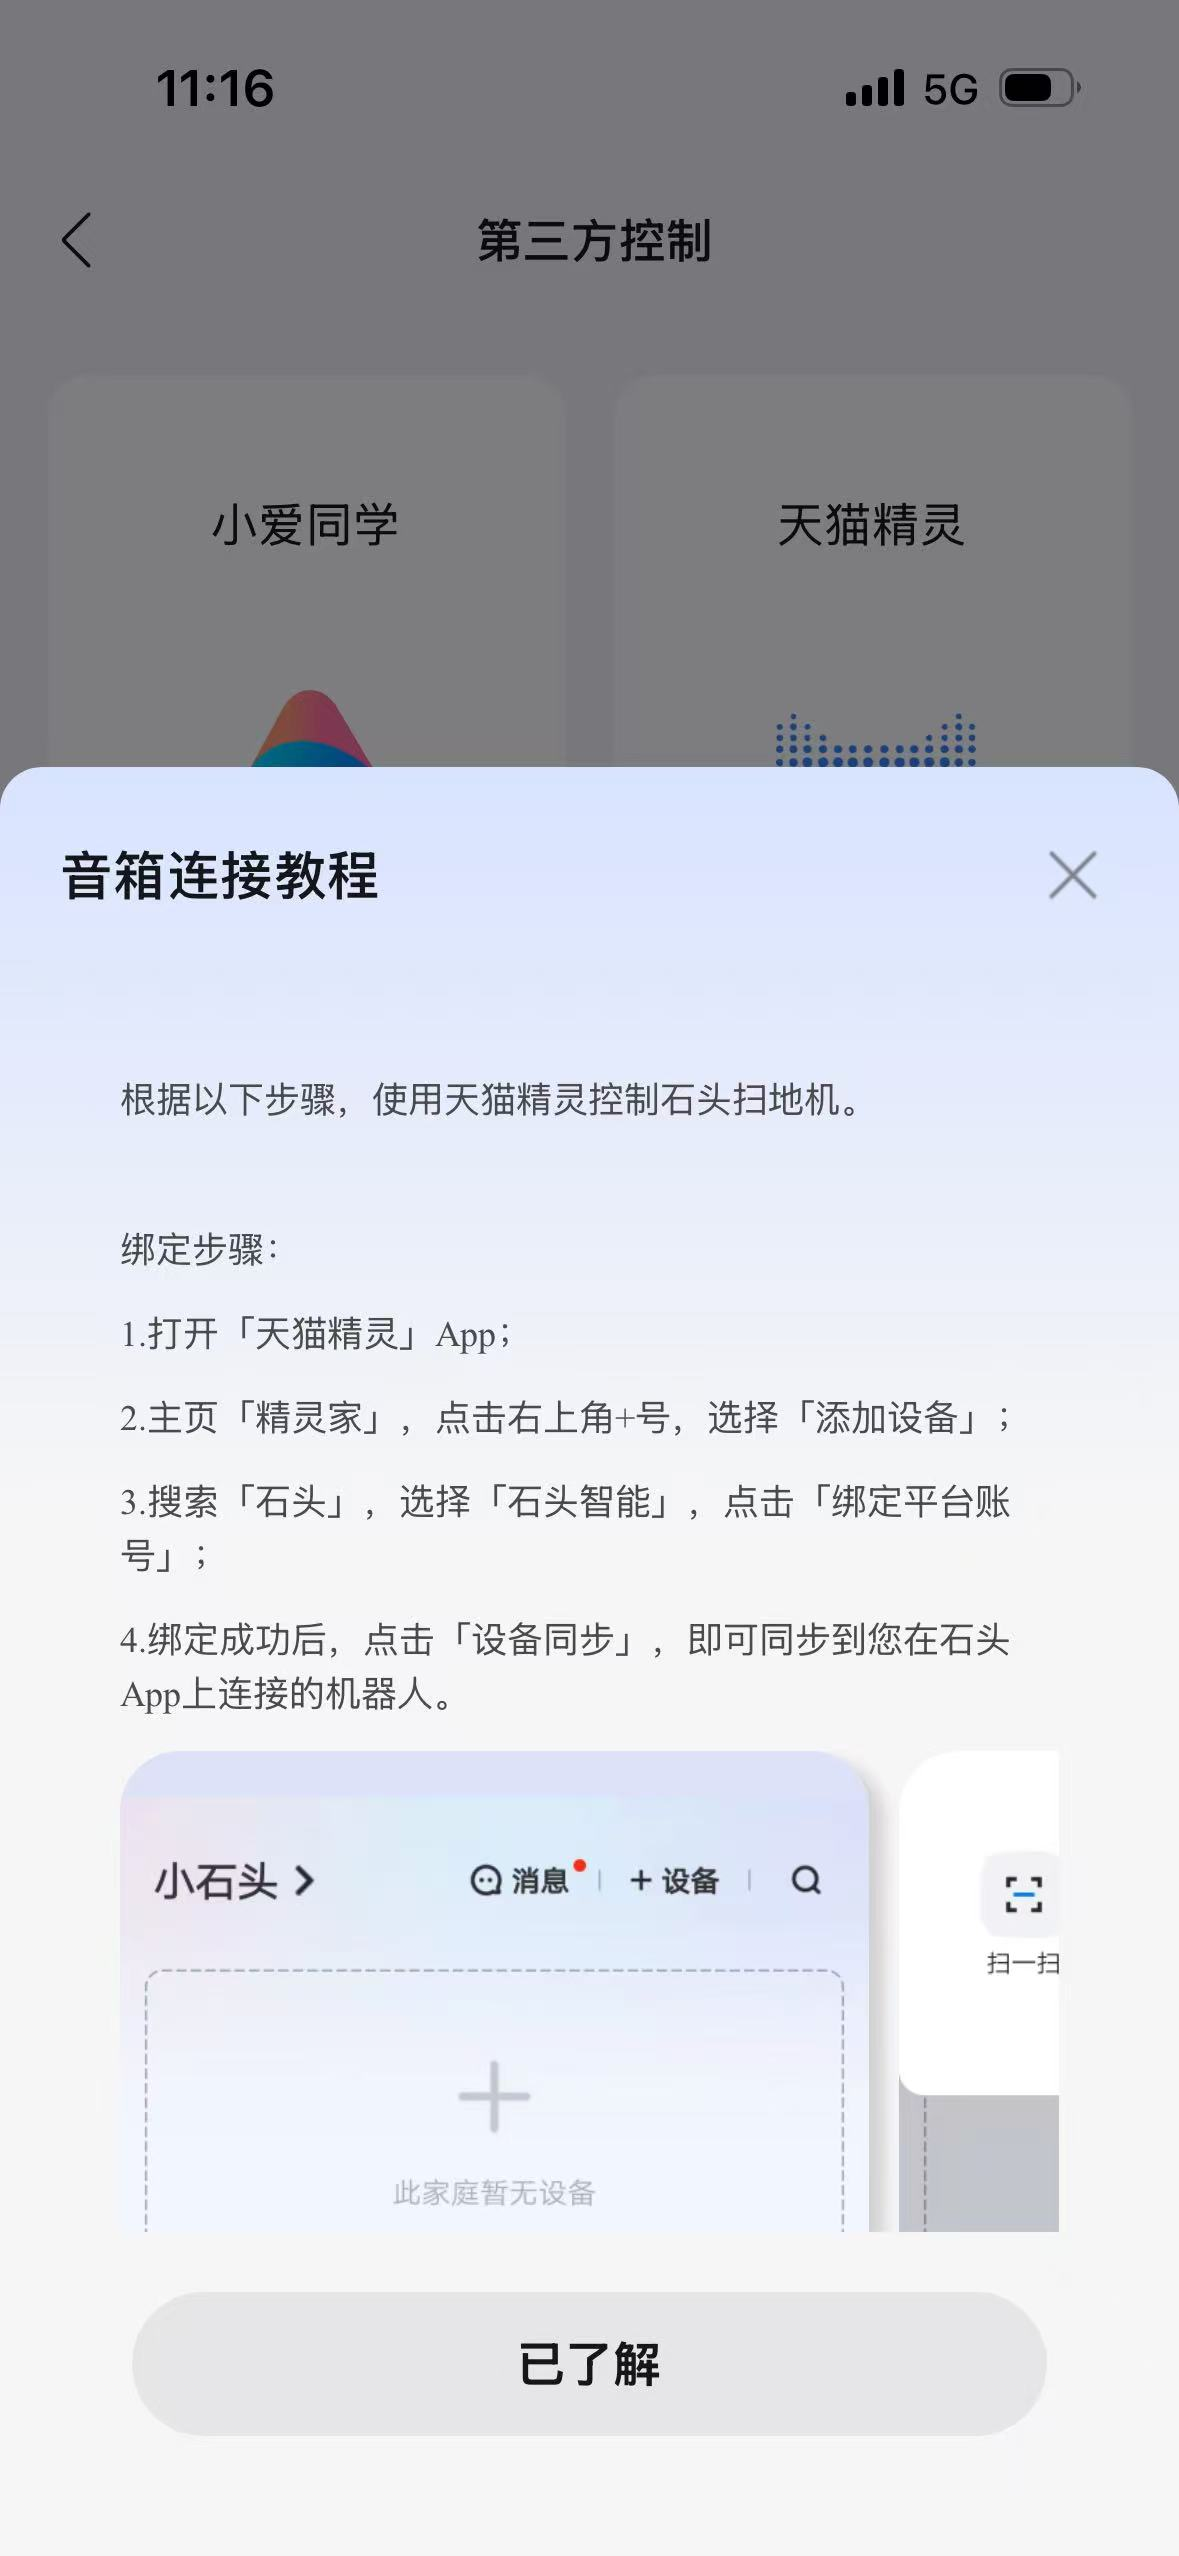 11:16
5G
第三方控制
小爱同学
天猫精灵
音箱连接教程
根据以下步骤，使用天猫精灵控制石头扫地机。
绑定步骤：
1.打开「天猫精灵」App；
2.主页「精灵家」，点击右上角+号，选择「添加设备」；
3.搜索「石头」，选择「石头智能」，点击「绑定平台账
号」；
4.绑定成功后，点击「设备同步」，即可同步到您在石头
App上连接的机器人。
小石头
消息
+ 设备
扫一扫
此家庭暂无设备
已了解